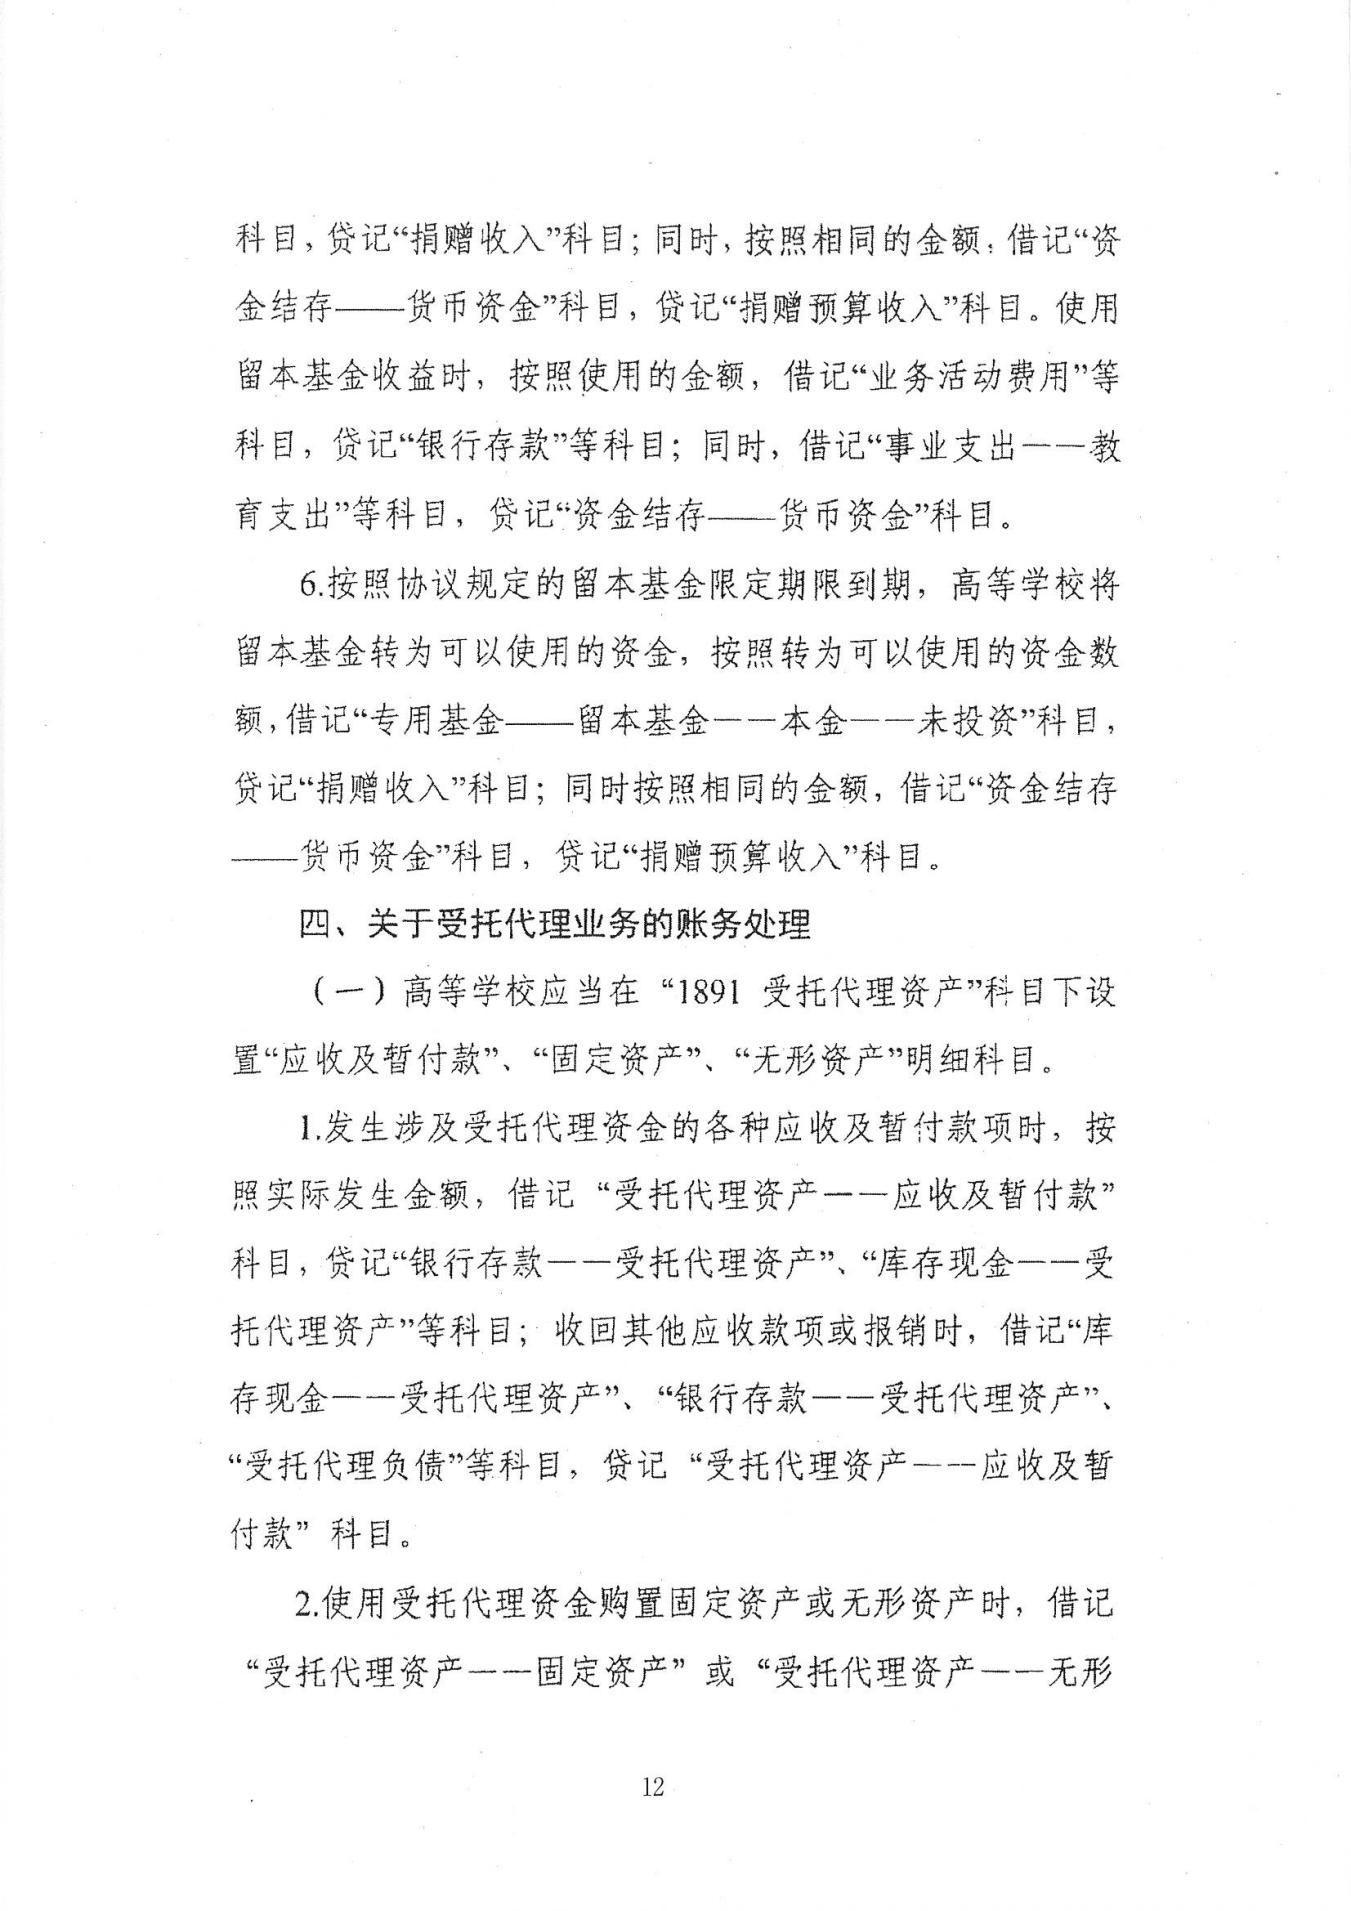 科目，贷记“捐赠收入”科目；同时，按照相同的金额，借记“资
金结存——货币资金”科目，贷记“捐赠预算收入”科目。使用
留本基金收益时，按照使用的金额，借记“业务活动费用”等
科目，贷记“银行存款”等科目；同时，借记“事业支出——教
育支出”等科目，贷记“资金结存——货币资金”科目。
6.按照协议规定的留本基金限定期限到期，高等学校将
留本基金转为可以使用的资金，按照转为可以使用的资金数
额，借记“专用基金——留本基金——本金——未投资”科目，
贷记“捐赠收入”科目；同时按照相同的金额，借记“资金结存
——货币资金”科目，贷记“捐赠预算收入”科目。
四、关于受托代理业务的账务处理
（一）高等学校应当在“1891 受托代理资产”科目下设
置“应收及暂付款”、“固定资产”、“无形资产”明细科目。
1.发生涉及受托代理资金的各种应收及暂付款项时，按
照实际发生金额，借记 “受托代理资产——应收及暂付款”
科目，贷记“银行存款——受托代理资产”、“库存现金——受
托代理资产”等科目；收回其他应收款项或报销时，借记“库
存现金——受托代理资产”、“银行存款——受托代理资产”、
“受托代理负债”等科目，贷记 “受托代理资产——应收及暂
付款” 科目。
2.使用受托代理资金购置固定资产或无形资产时，借记
“受托代理资产——固定资产” 或 “受托代理资产——无形
12